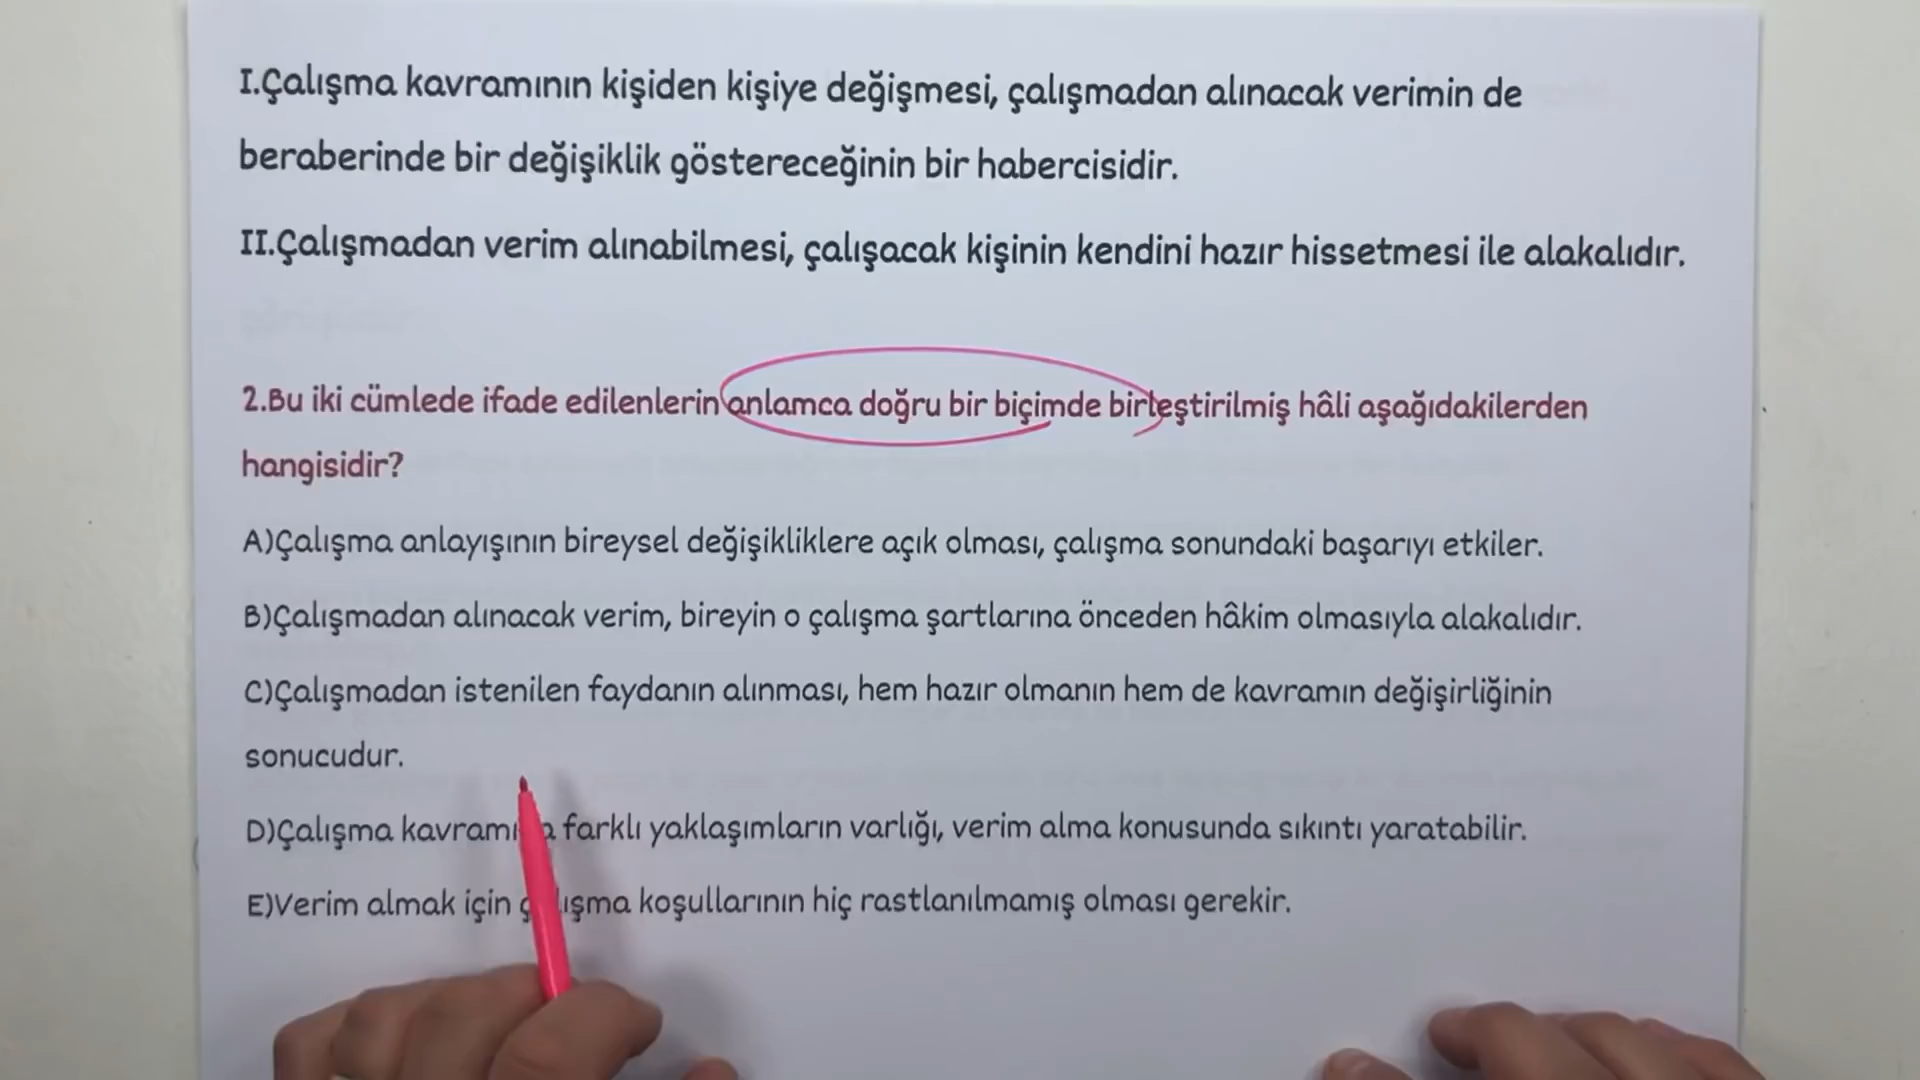 I.Çalışma kavramının kişiden kişiye değişmesi, çalışmadan alınacak verimin de
beraberinde bir değişiklik göstereceğinin bir habercisidir.
II.Çalışmadan verim alınabilmesi, çalışacak kişinin kendini hazır hissetmesi ile alakalıdır.
2.Bu iki cümlede ifade edilenlerin anlamca doğru bir biçimde birleştirilmiş hâli aşağıdakilerden
hangisidir?
A)Çalışma anlayışının bireysel değişikliklere açık olması, çalışma sonundaki başarıyı etkiler.
B)Çalışmadan alınacak verim, bireyin o çalışma şartlarına önceden hâkim olmasıyla alakalıdır.
C)Çalışmadan istenilen faydanın alınması, hem hazır olmanın hem de kavramın değişirliğinin
sonucudur.
D)Çalışma farklı yaklaşımların varlığı, verim alma konusunda sıkıntı yaratabilir.
E)Verim almak için koşullarının hiç rastlanılmamış olması gerekir.